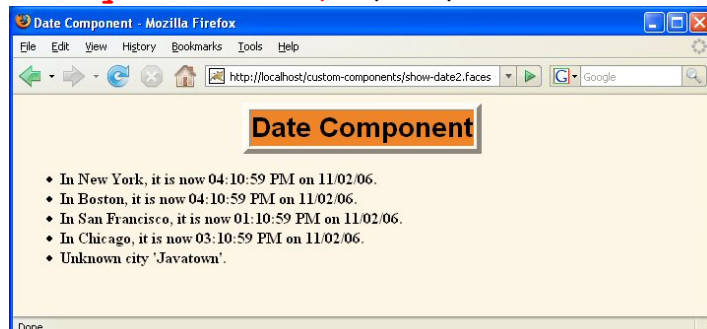 Date Component - Mozilla Firefox
File Edit View History Bookmarks Tools Help
http://localhost/custom-components/show-date2.faces G Google
Date Component
In New York, it is now 04:10:59 PM on 11/02/06.
In Boston, it is now 04:10:59 PM on 11/02/06.
In San Francisco, it is now 01:10:59 PM on 11/02/06.
In Chicago, it is now 03:10:59 PM on 11/02/06.
Unknown city 'Javatown'.
Done